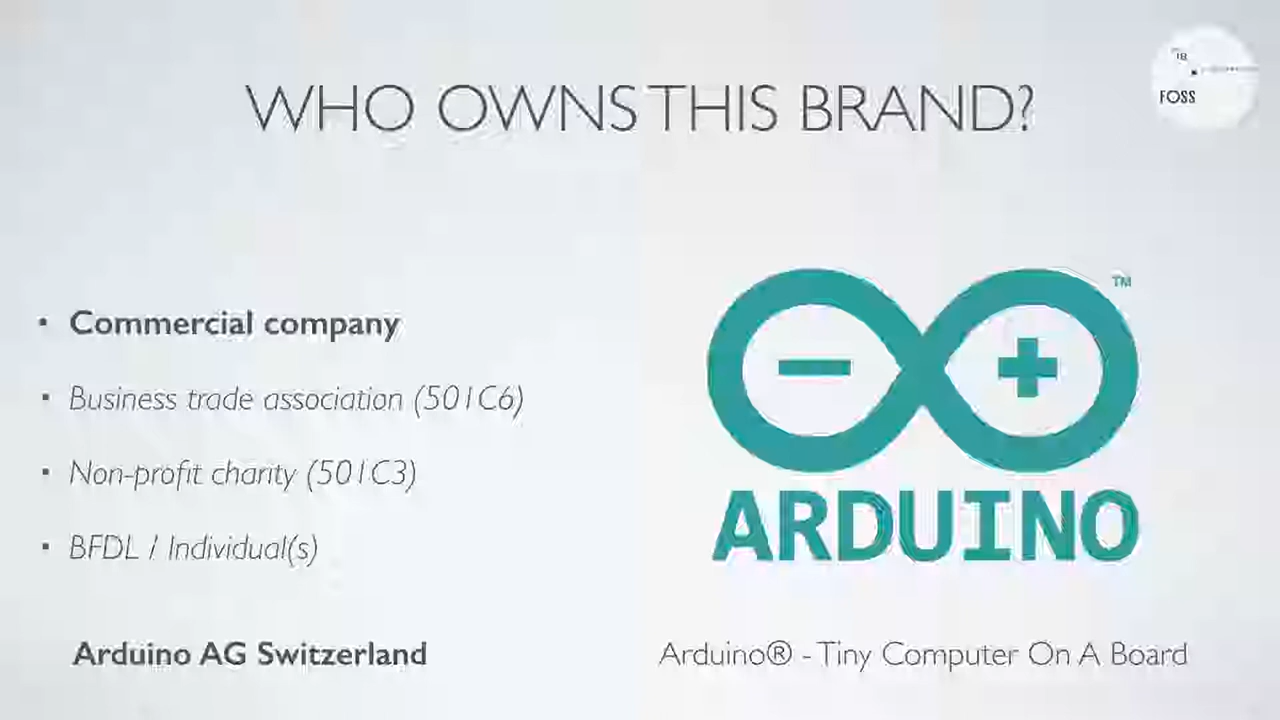 WHO OWNS THIS BRAND?
FOSS
• Commercial company
• Business trade association (501C6)
• Non-profit charity (501C3)
• BFDL / Individual(s)
Arduino AG Switzerland
TM
ARDUINO
Arduino® - Tiny Computer On A Board